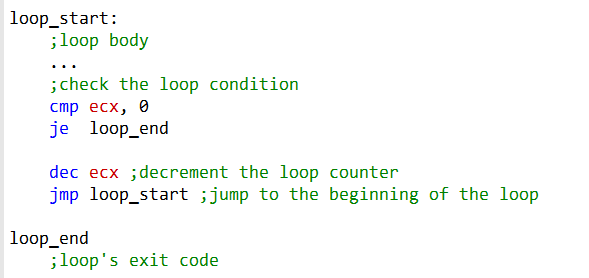 loop_start:
;loop body
...
;check the loop condition
cmp ecx, 0
je  loop_end
dec ecx ;decrement the loop counter
jmp loop_start ;jump to the beginning of the loop
loop_end
;loop's exit code